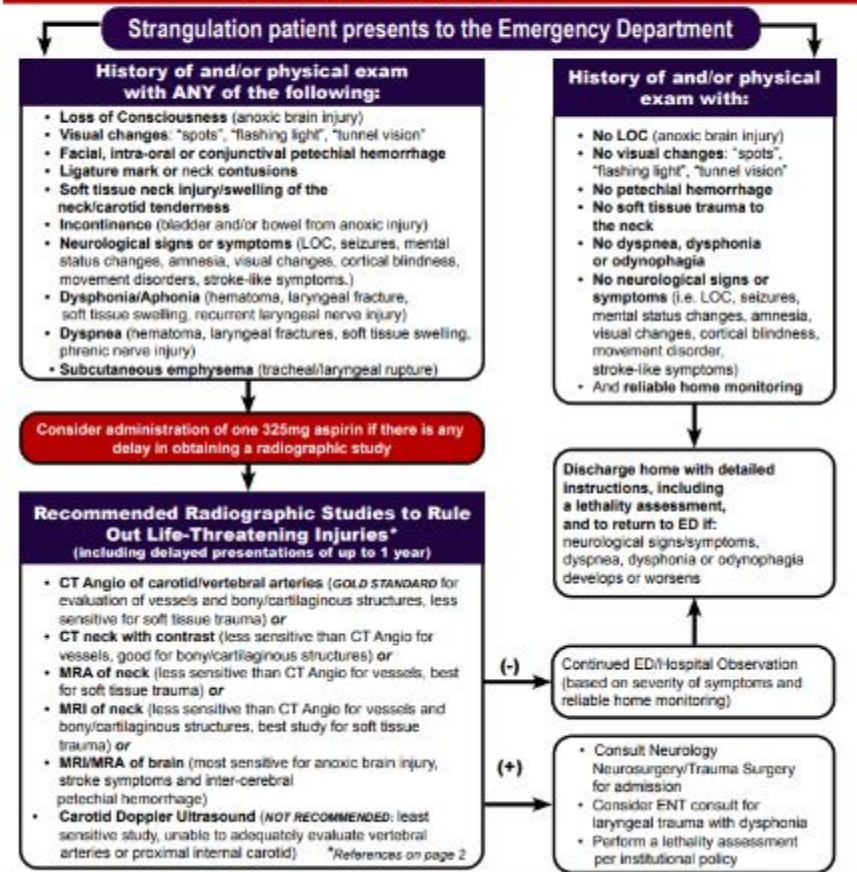 Strangulation patient presents to the Emergency Department
History of and/or physical exam
with ANY of the following:
• Loss of Consciousness (anoxic brain injury)
• Visual changes: "spots", "flashing light", "tunnel vision"
• Facial, intra-oral or conjunctival petechial hemorrhage
• Ligature mark or neck contusions
• Soft tissue neck injury/swelling of the
neck/carotid tenderness
• Incontinence (bladder and/or bowel from anoxic injury)
• Neurological signs or symptoms (LOC, seizures, mental
status changes, amnesia, visual changes, cortical blindness,
movement disorders, stroke-like symptoms.)
• Dysphonia/Aphonia (hematoma, laryngeal fracture,
soft tissue swelling, recurrent laryngeal nerve injury)
• Dyspnea (hematoma, laryngeal fractures, soft tissue swelling,
phrenic nerve injury)
• Subcutaneous emphysema (tracheal/laryngeal rupture)
Consider administration of one 325mg aspirin if there is any
delay in obtaining a radiographic study
Recommended Radiographic Studies to Rule
Out Life-Threatening Injuries*
(including delayed presentations of up to 1 year)
• CT Angio of carotid/vertebral arteries (GOLD STANDARD for
evaluation of vessels and bony/cartilaginous structures, less
sensitive for soft tissue trauma) or
• CT neck with contrast (less sensitive than CT Angio for
vessels, good for bony/cartilaginous structures) or
• MRA of neck (less sensitive than CT Angio for vessels, best
for soft tissue trauma) or
• MRI of neck (less sensitive than CT Angio for vessels and
bony/cartilaginous structures, best study for soft tissue
trauma) or
• MRI/MRA of brain (most sensitive for anoxic brain injury,
stroke symptoms and inter-cerebral
petechial hemorrhage)
• Carotid Doppler Ultrasound (NOT RECOMMENDED: least
sensitive study, unable to adequately evaluate vertebral
arteries or proximal internal carotid) *References on page 2
History of and/or physical
exam with:
• No LOC (anoxic brain injury)
• No visual changes: "spots",
"flashing light", "tunnel vision"
• No petechial hemorrhage
• No soft tissue trauma to
the neck
• No dyspnea, dysphonia
or odynophagia
• No neurological signs or
symptoms (i.e. LOC, seizures,
mental status changes, amnesia,
visual changes, cortical blindness,
movement disorder,
stroke-like symptoms)
• And reliable home monitoring
Discharge home with detailed
instructions, including
a lethality assessment,
and to return to ED if:
neurological signs/symptoms,
dyspnea, dysphonia or odynophagia
develops or worsens
(-)
Continued ED/Hospital Observation
(based on severity of symptoms and
reliable home monitoring)
(+)
• Consult Neurology
Neurosurgery/Trauma Surgery
for admission
• Consider ENT consult for
laryngeal trauma with dysphonia
• Perform a lethality assessment
per institutional policy